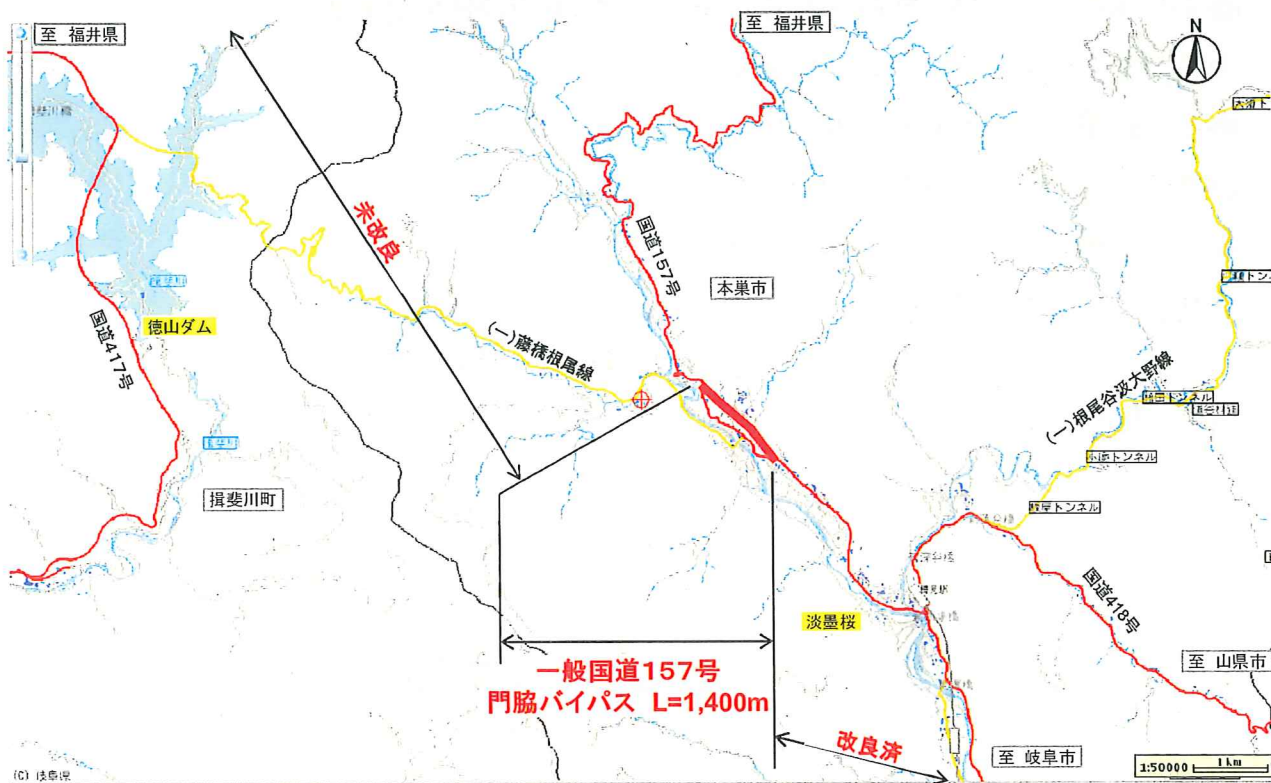 至 福井県
至 福井県
N
未改良
国道157号
本巣市
徳山ダム
国道417号
(一)藤橋根尾線
(一)根尾谷汲大野線
揖斐川町
国道418号
淡墨桜
一般国道157号
門脇バイパス L=1,400m
至 山県市
改良済
至 岐阜市
1:50000 1 km
(C) 岐阜県